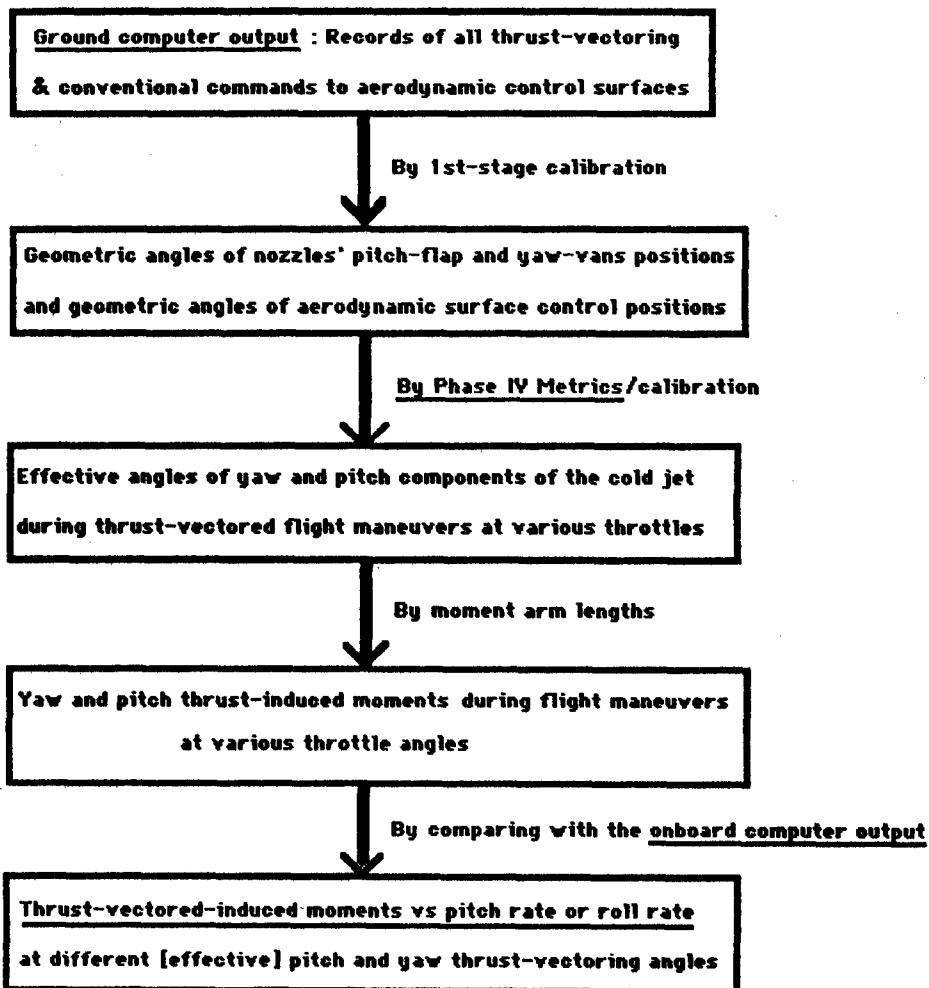 Ground computer output : Records of all thrust-vectoring
& conventional commands to aerodynamic control surfaces
By 1st-stage calibration
Geometric angles of nozzles' pitch-flap and yaw-vans positions
and geometric angles of aerodynamic surface control positions
By Phase IV Metrics/calibration
Effective angles of yaw and pitch components of the cold jet
during thrust-vectored flight maneuvers at various throttles
By moment arm lengths
Yaw and pitch thrust-induced moments during flight maneuvers
at various throttle angles
By comparing with the onboard computer output
Thrust-vectored-induced moments vs pitch rate or roll rate
at different [effective] pitch and yaw thrust-vectoring angles